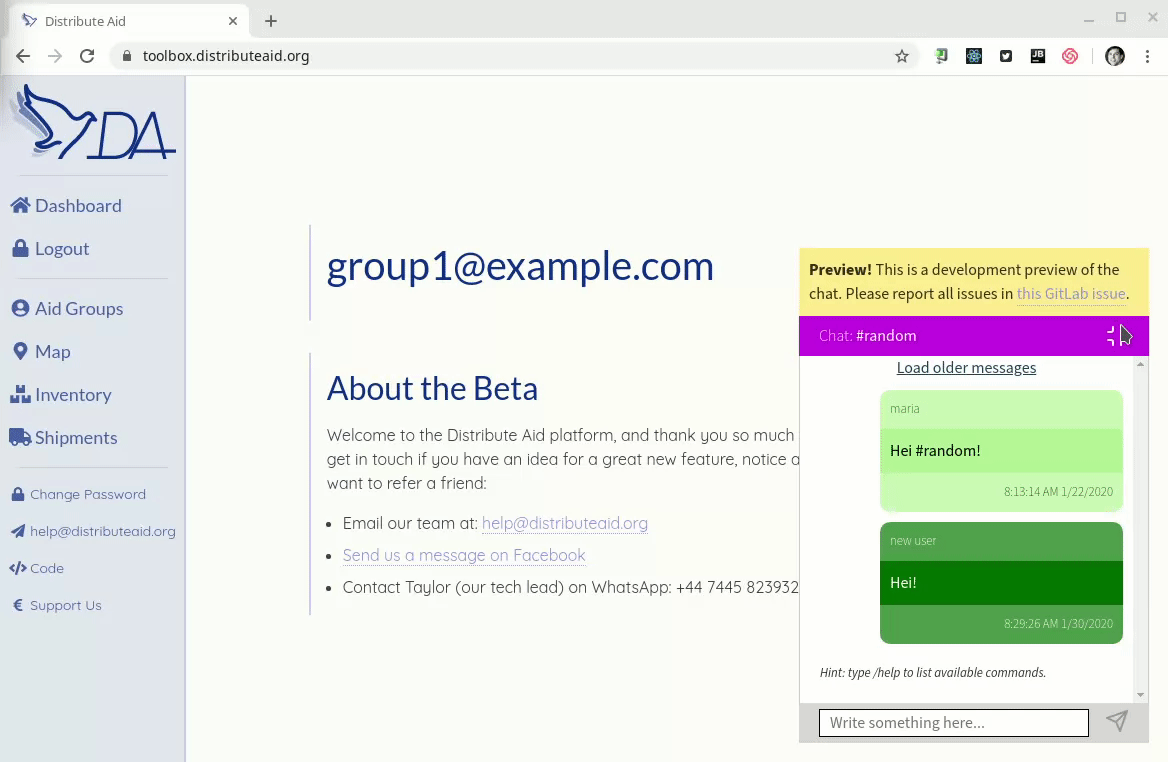 Distribute Aid
toolbox.distributeaid.org
JB
DA
Dashboard
Logout
Aid Groups
Map
Inventory
Shipments
Change Password
help@distributeaid.org
Code
Support Us
group1@example.com
About the Beta
Welcome to the Distribute Aid platform, and thank you so much
get in touch if you have an idea for a great new feature, notice a
want to refer a friend:
Email our team at: help@distributeaid.org
Send us a message on Facebook
Contact Taylor (our tech lead) on WhatsApp: +44 7445 823932
Preview! This is a development preview of the
chat. Please report all issues in this GitLab issue.
Chat: #random
Load older messages
maria
Hei #random!
8:13:14 AM 1/22/2020
new user
Hei!
8:29:26 AM 1/30/2020
Hint: type /help to list available commands.
Write something here...